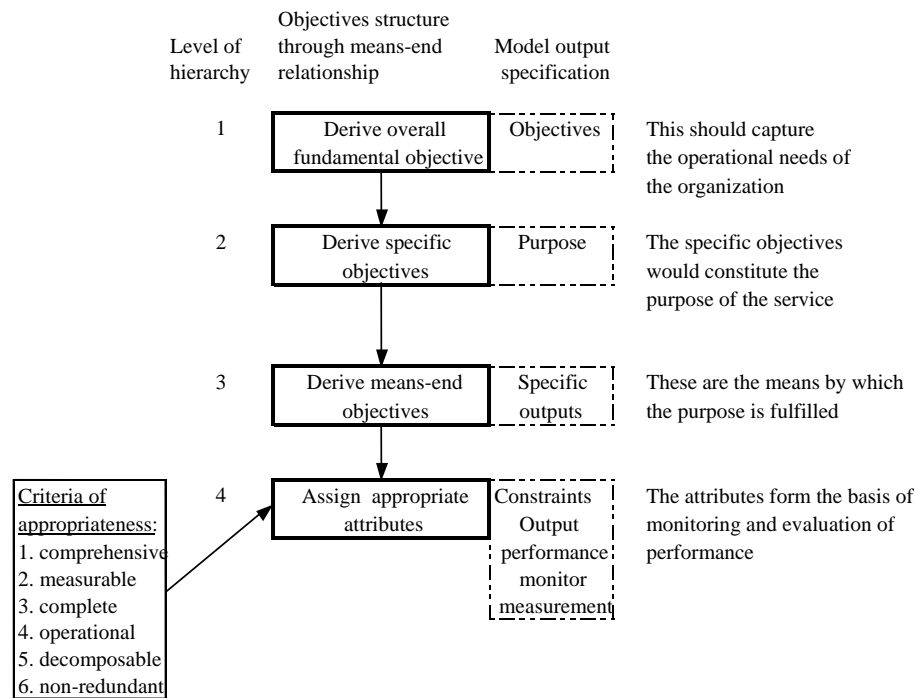 Level of
hierarchy
Objectives structure
through means-end
relationship
Model output
specification
1
Derive overall
fundamental objective
Objectives
This should capture
the operational needs of
the organization
2
Derive specific
objectives
Purpose
The specific objectives
would constitute the
purpose of the service
3
Derive means-end
objectives
Specific
outputs
These are the means by which
the purpose is fulfilled
Criteria of
appropriateness:
1. comprehensive
2. measurable
3. complete
4. operational
5. decomposable
6. non-redundant
4
Assign appropriate
attributes
Constraints
Output
performance
monitor
measurement
The attributes form the basis of
monitoring and evaluation of
performance